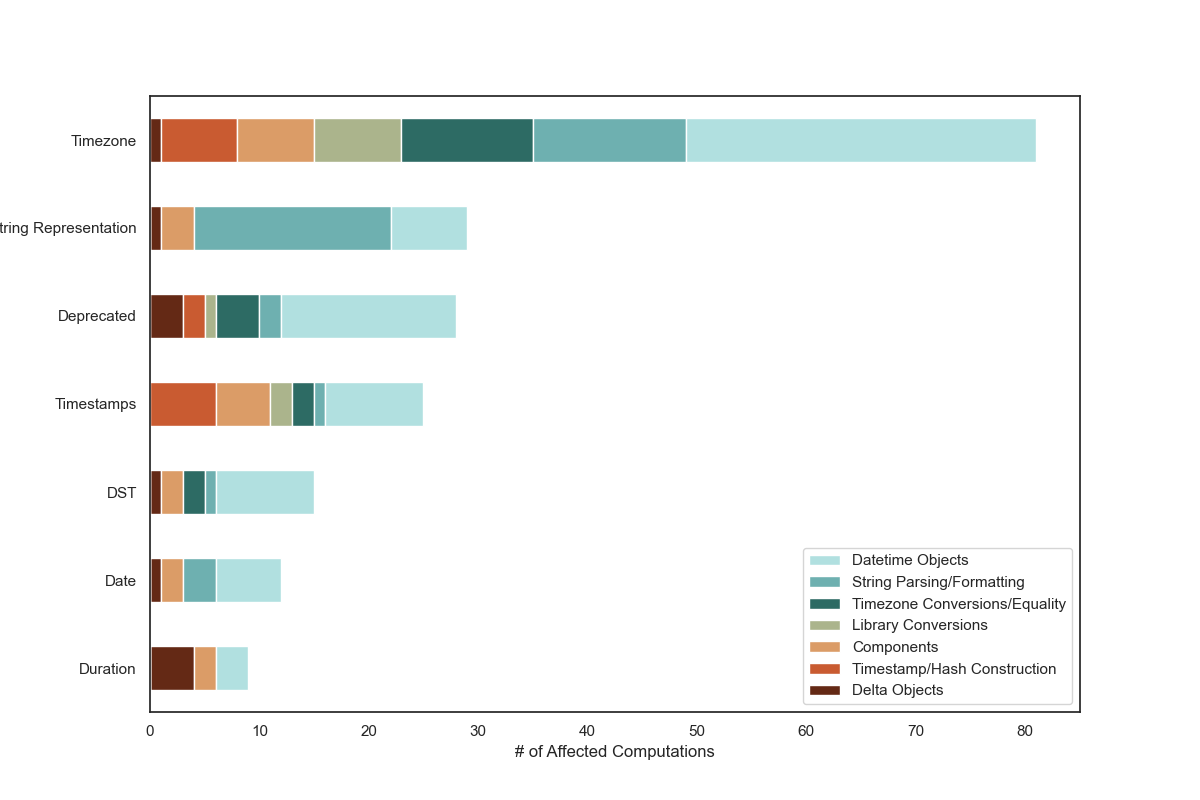 Timezone
tring Representation
Deprecated
Timestamps
DST
Date
Duration
Datetime Objects
String Parsing/Formatting
Timezone Conversions/Equality
Library Conversions
Components
Timestamp/Hash Construction
Delta Objects
0 10 20 30 40 50 60 70 80
# of Affected Computations